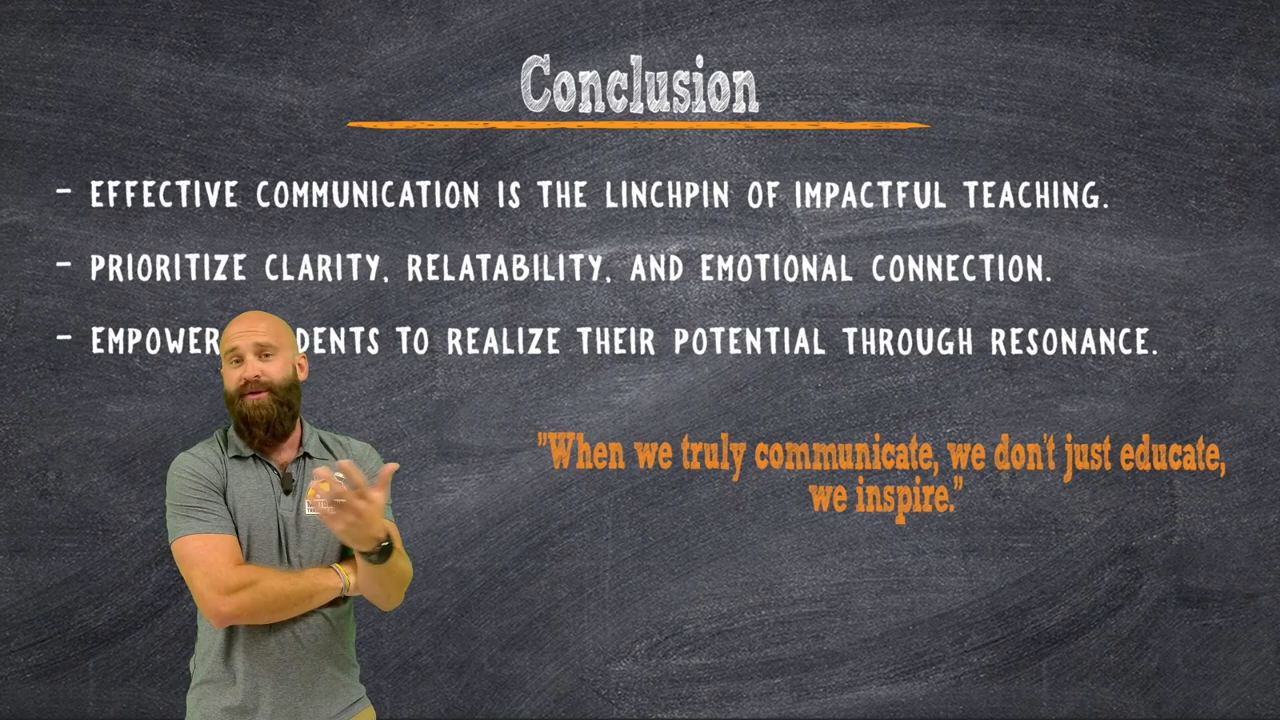 Conclusion
- EFFECTIVE COMMUNICATION IS THE LINCHPIN OF IMPACTFUL TEACHING.
- PRIORITIZE CLARITY, RELATABILITY, AND EMOTIONAL CONNECTION.
- EMPOWER DENTS TO REALIZE THEIR POTENTIAL THROUGH RESONANCE.
"When we truly communicate, we don't just educate,
we inspire."